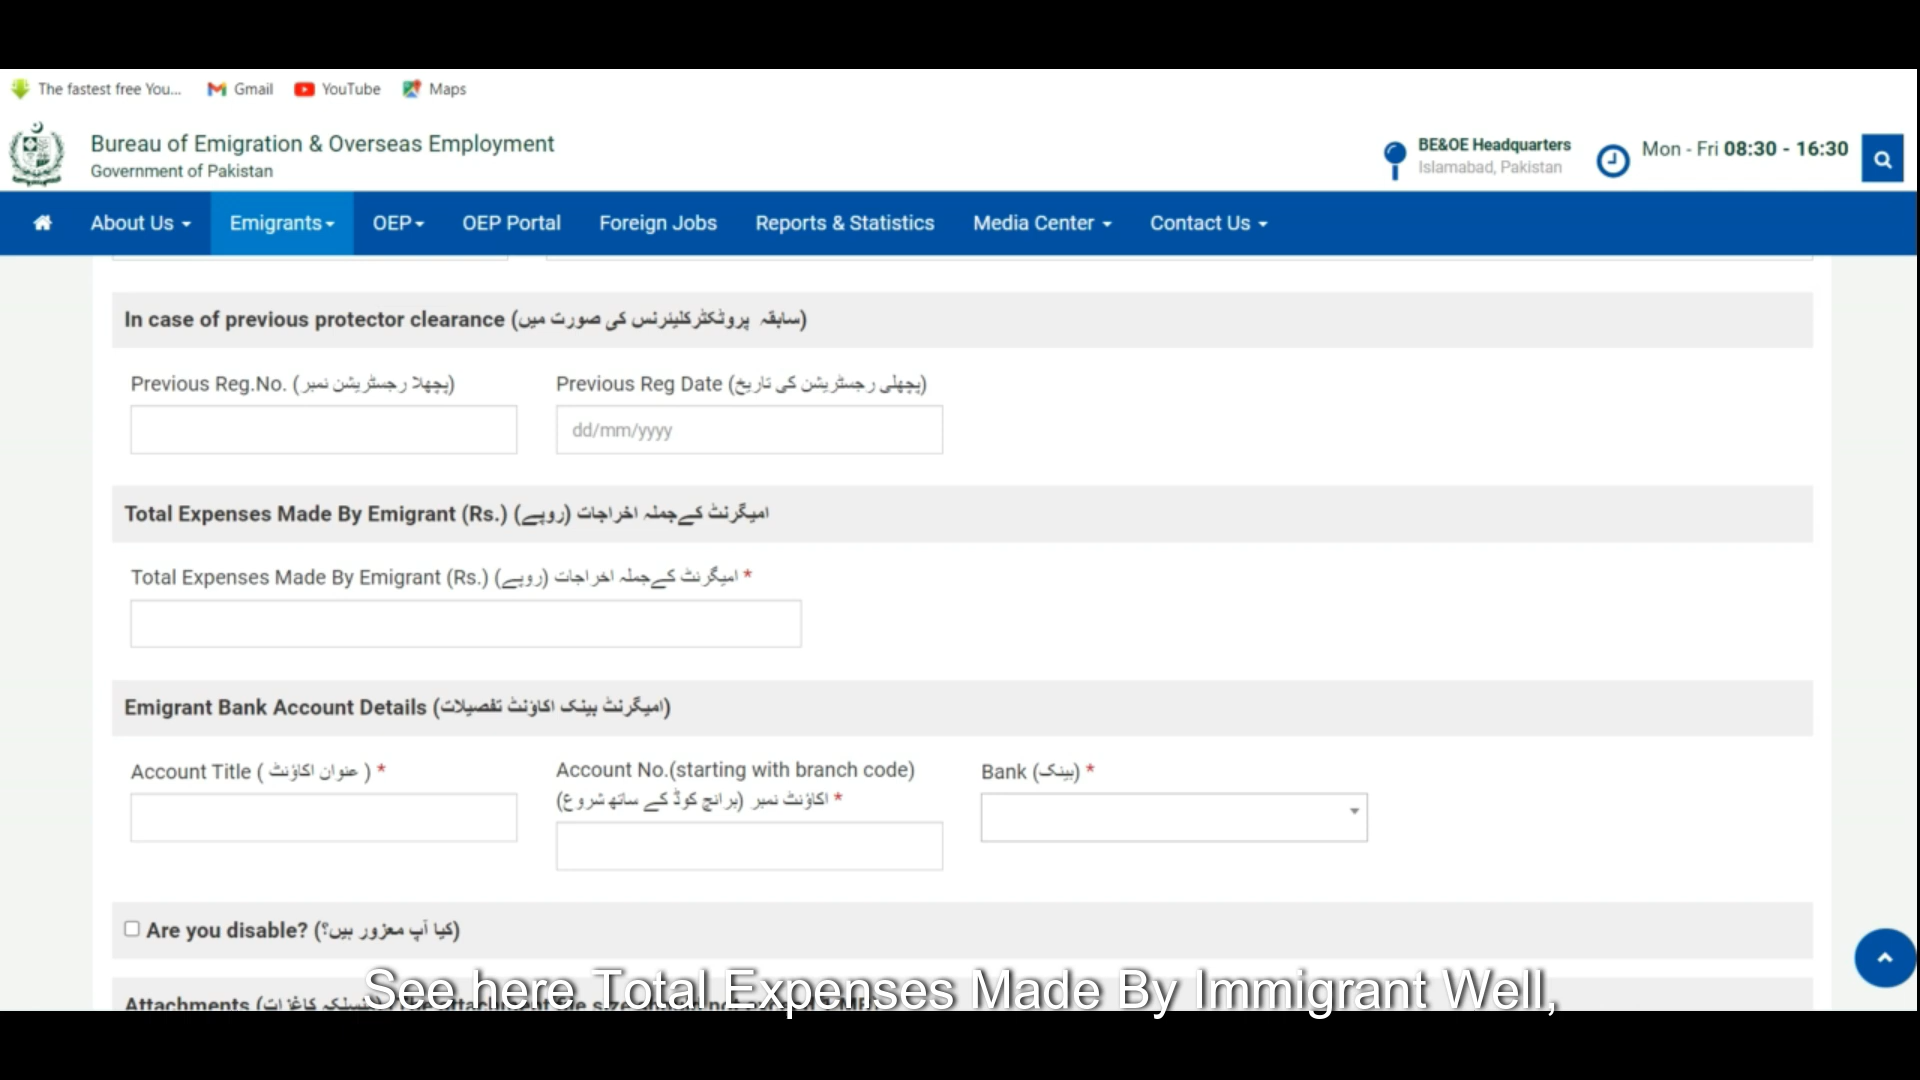 The fastest free You... Gmail YouTube Maps
Bureau of Emigration & Overseas Employment
Government of Pakistan
BE&OE Headquarters
Islamabad, Pakistan
Mon - Fri 08:30 - 16:30
About Us Emigrants OEP OEP Portal Foreign Jobs Reports & Statistics Media Center Contact Us
In case of previous protector clearance (سابقہ پروٹکٹرکلیئرنس کی صورت میں)
Previous Reg.No. (پچھلا رجسٹریشن نمبر) Previous Reg Date (پچھلی رجسٹریشن کی تاریخ)
dd/mm/yyyy
Total Expenses Made By Emigrant (Rs.) امیگرنٹ کےجملہ اخراجات (روپے)
Total Expenses Made By Emigrant (Rs.) امیگرنٹ کےجملہ اخراجات (روپے) *
Emigrant Bank Account Details (امیگرنٹ بینک اکاؤنٹ تفصیلات)
Account Title ( عنوان اکاؤنٹ ) * Account No.(starting with branch code) Bank (بینک) *
اکاؤنٹ نمبر (برانچ کوڈ کے ساتھ شروع) *
Are you disable? (کیا آپ معزور ہیں؟)
Attachments
See here Total Expenses Made By Immigrant Well,